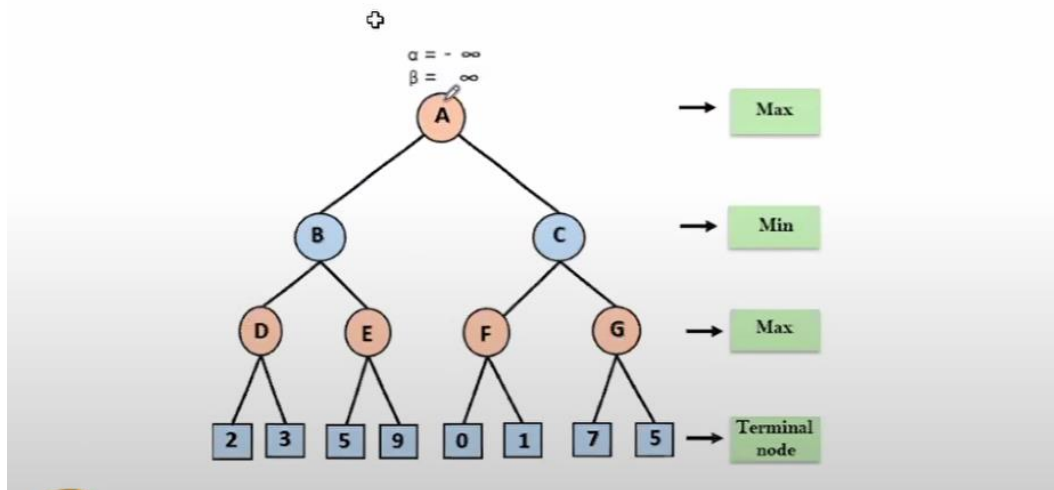 α = - ∞
β = ∞
A
Max
B
C
Min
D
E
F
G
Max
2
3
5
9
0
1
7
5
Terminal
node